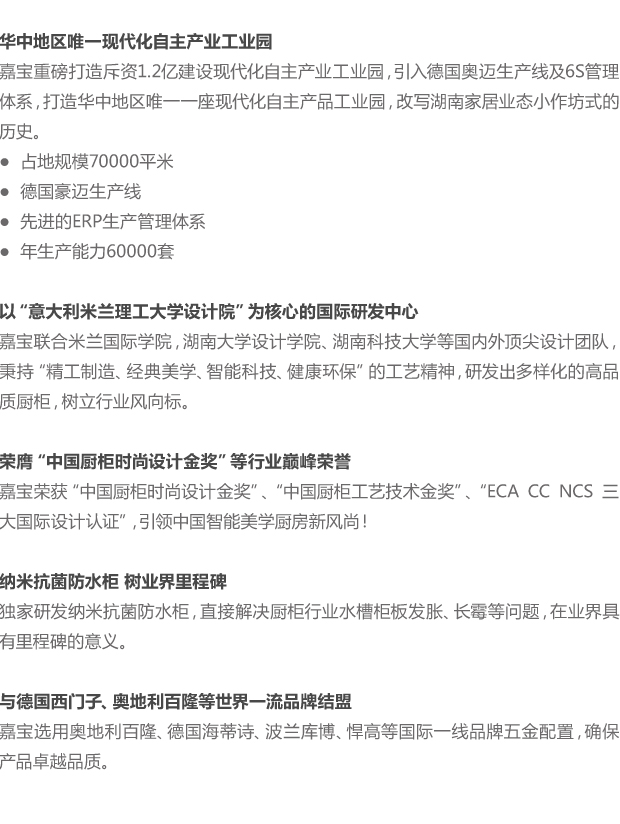 华中地区唯一现代化自主产业工业园
嘉宝重磅打造斥资1.2亿建设现代化自主产业工业园，引入德国奥迈生产线及6S管理
体系，打造华中地区唯一一座现代化自主产品工业园，改写湖南家居业态小作坊式的
历史。
● 占地规模70000平米
● 德国豪迈生产线
● 先进的ERP生产管理体系
● 年生产能力60000套
以“意大利米兰理工大学设计院”为核心的国际研发中心
嘉宝联合米兰国际学院，湖南大学设计学院、湖南科技大学等国内外顶尖设计团队，
秉持“精工制造、经典美学、智能科技、健康环保”的工艺精神，研发出多样化的高品
质厨柜，树立行业风向标。
荣膺“中国厨柜时尚设计金奖”等行业巅峰荣誉
嘉宝荣获“中国厨柜时尚设计金奖”、“中国厨柜工艺技术金奖”、“ECA CC NCS 三
大国际设计认证”，引领中国智能美学厨房新风尚！
纳米抗菌防水柜 树业界里程碑
独家研发纳米抗菌防水柜，直接解决厨柜行业水槽柜板发胀、长霉等问题，在业界具
有里程碑的意义。
与德国西门子、奥地利百隆等世界一流品牌结盟
嘉宝选用奥地利百隆、德国海蒂诗、波兰库博、悍高等国际一线品牌五金配置，确保
产品卓越品质。